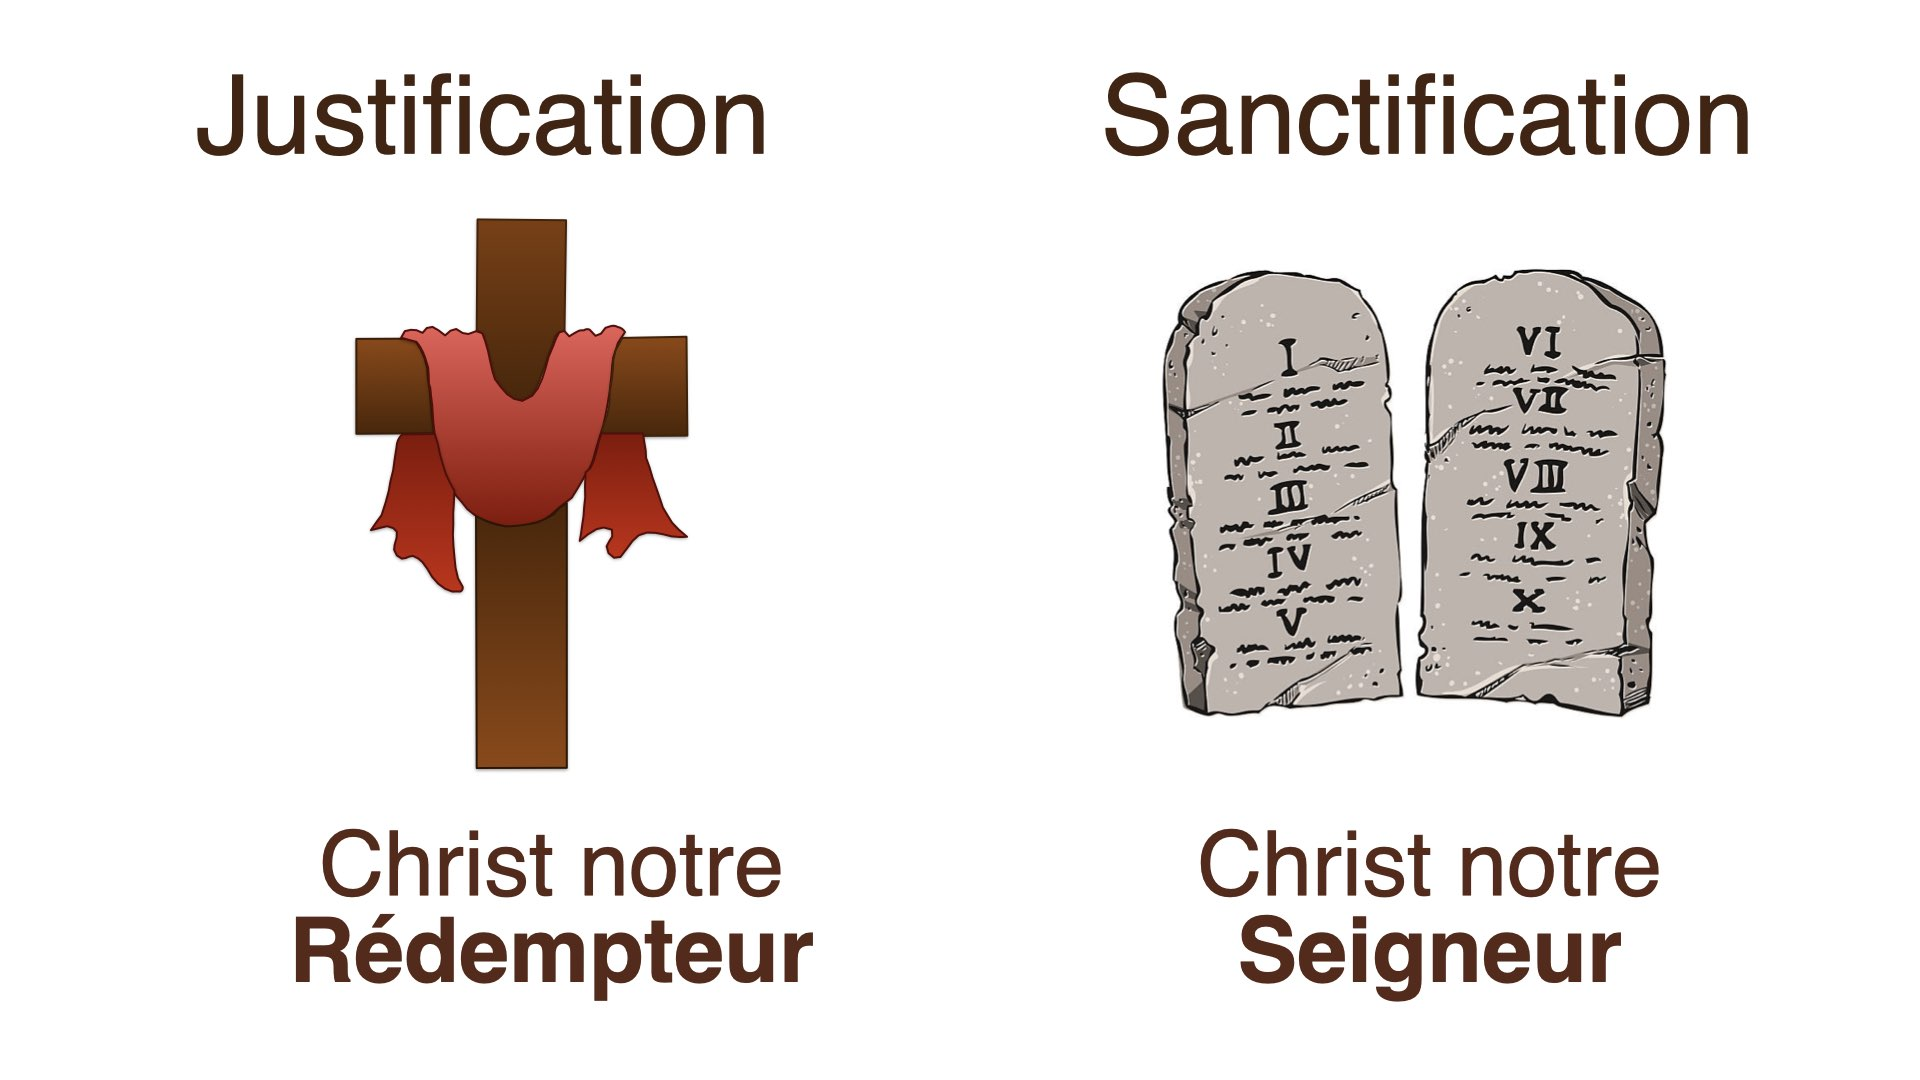 Justification
Sanctification
I
II
III
IV
V
VI
VII
VIII
IX
X
Christ notre
Rédempteur
Christ notre
Seigneur